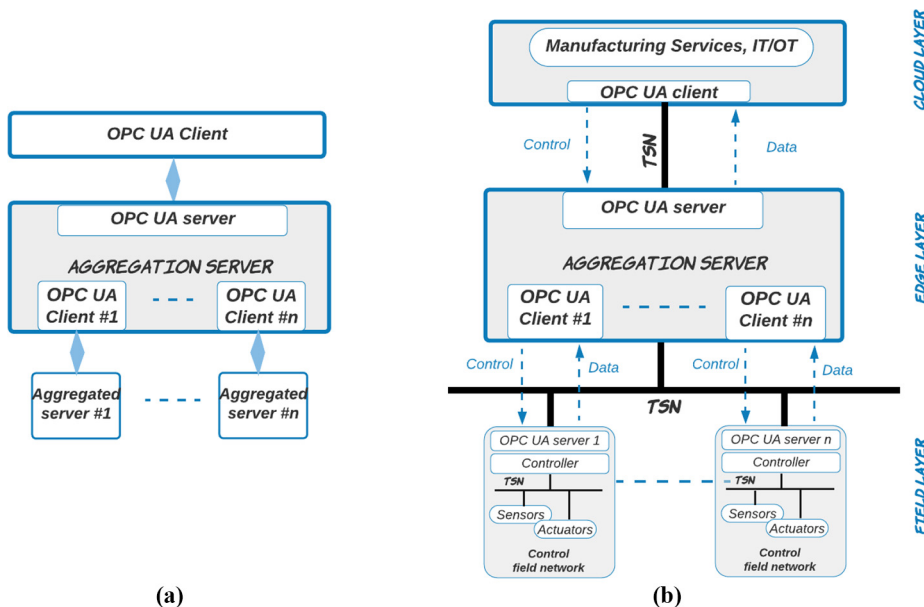 OPC UA Client
OPC UA server
AGGREGATION SERVER
OPC UA
Client #1
OPC UA
Client #n
Aggregated
server #1
Aggregated
server #n
(a)
Manufacturing Services, IT/OT
OPC UA client
CLOUD LAYER
Control
TSN
Data
OPC UA server
AGGREGATION SERVER
OPC UA
Client #1
OPC UA
Client #n
EDGE LAYER
Control
Data
Control
Data
TSN
OPC UA server 1
Controller
TSN
Sensors
Actuators
Control
field network
OPC UA server n
Controller
TSN
Sensors
Actuators
Control
field network
FIELD LAYER
(b)